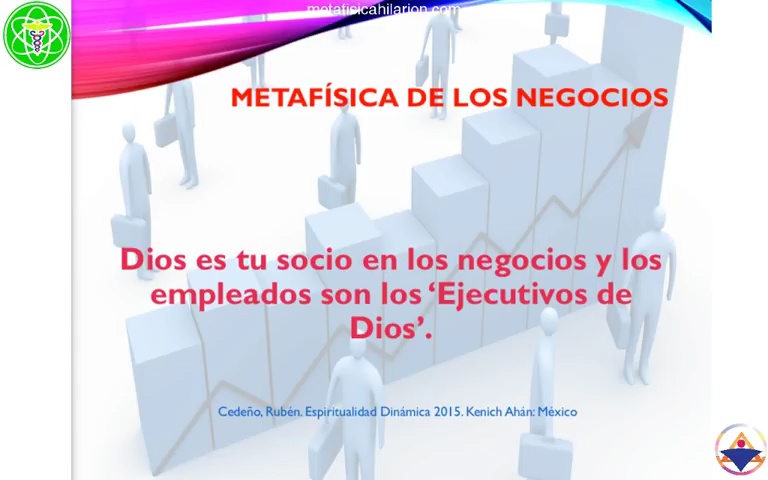 metafisicahilarion.com
METAFÍSICA DE LOS NEGOCIOS
Dios es tu socio en los negocios y los
empleados son los ‘Ejecutivos de
Dios’.
Cedeño, Rubén. Espiritualidad Dinámica 2015. Kenich Ahán: México